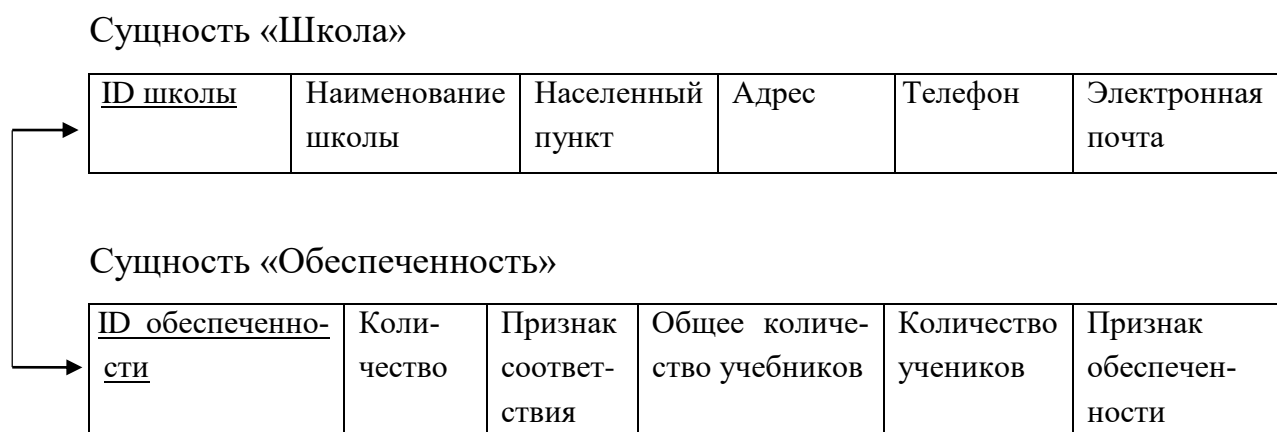 Сущность «Школа»
ID школы Наименование Населенный Адрес Телефон Электронная
школы пункт почта
Сущность «Обеспеченность»
ID обеспеченно- Коли- Признак Общее количе- Количество Признак
сти чество соответ- ство учебников учеников обеспечен-
ствия ности